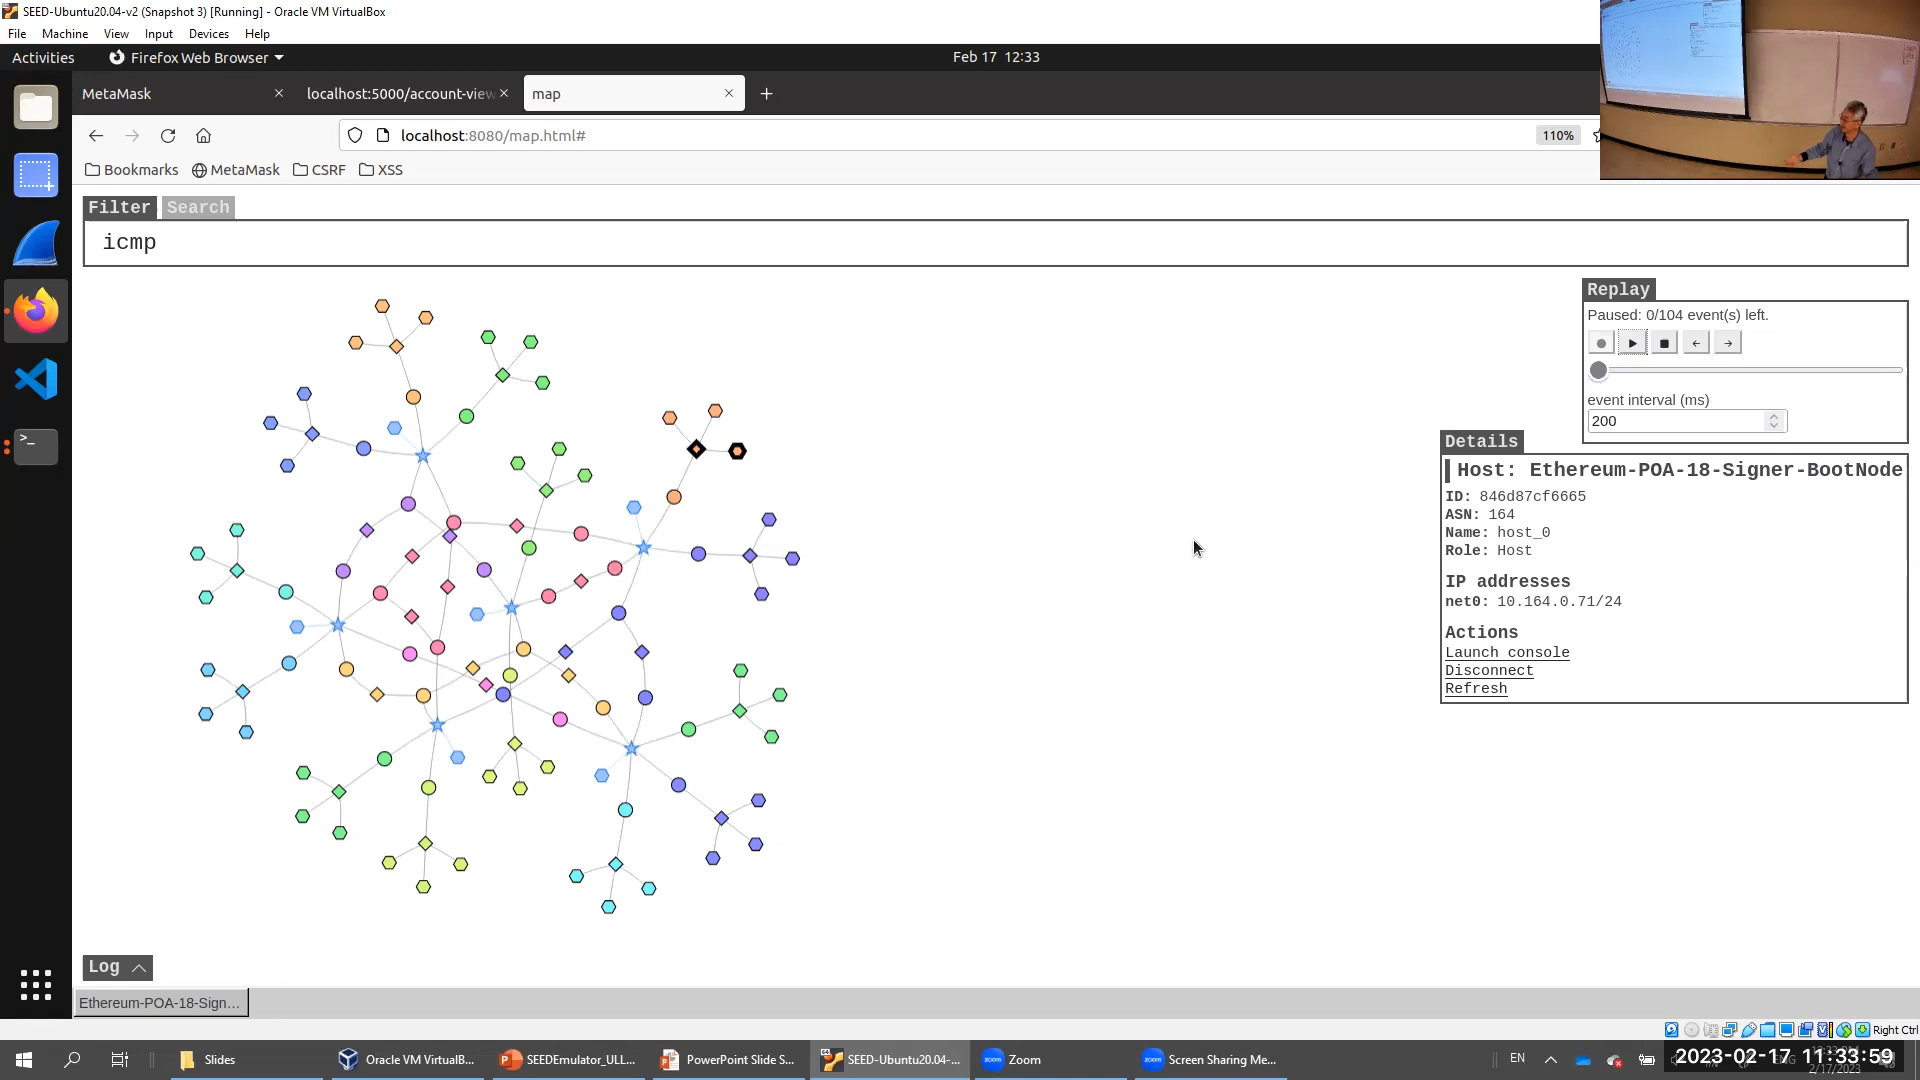 SEED-Ubuntu20.04-v2 (Snapshot 3) [Running] - Oracle VM VirtualBox
File Machine View Input Devices Help
Activities Firefox Web Browser Feb 17 12:33
MetaMask localhost:5000/account-view map
localhost:8080/map.html# 110%
Bookmarks MetaMask CSRF XSS
Filter Search
icmp
Replay
Paused: 0/104 event(s) left.
event interval (ms)
200
Details
Host: Ethereum-POA-18-Signer-BootNode
ID: 846d87cf6665
ASN: 164
Name: host_0
Role: Host
IP addresses
net0: 10.164.0.71/24
Actions
Launch console
Disconnect
Refresh
Log
Ethereum-POA-18-Sign...
Right Ctrl
Slides Oracle VM VirtualB... SEEDEmulator_ULL... PowerPoint Slide S... SEED-Ubuntu20.04-... Zoom Screen Sharing Me... EN
2023-02-17 11:33:59
2/17/2023